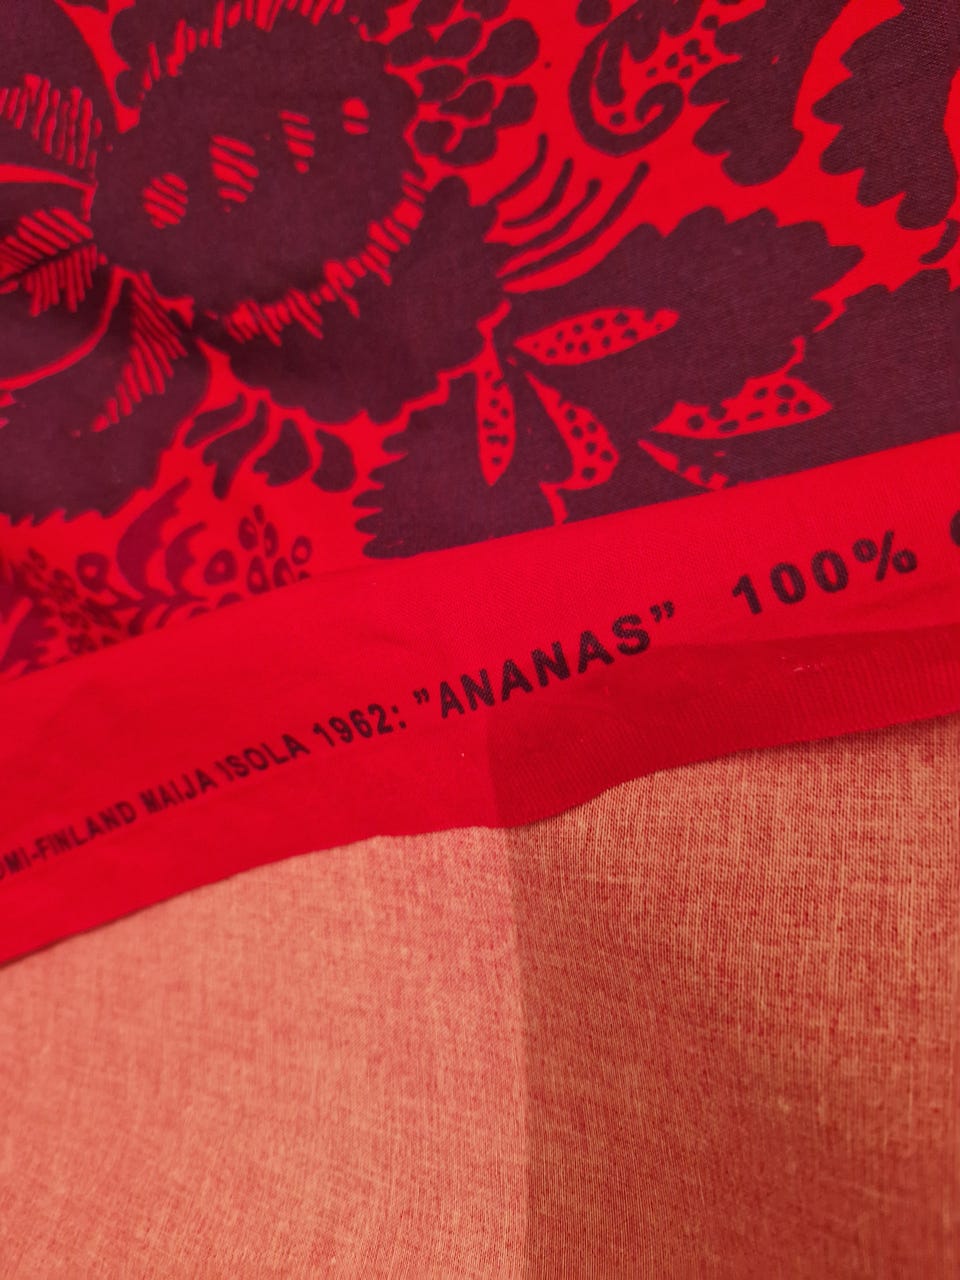 OMI-FINLAND MAIJA ISOLA 1962: ”ANANAS” 100%